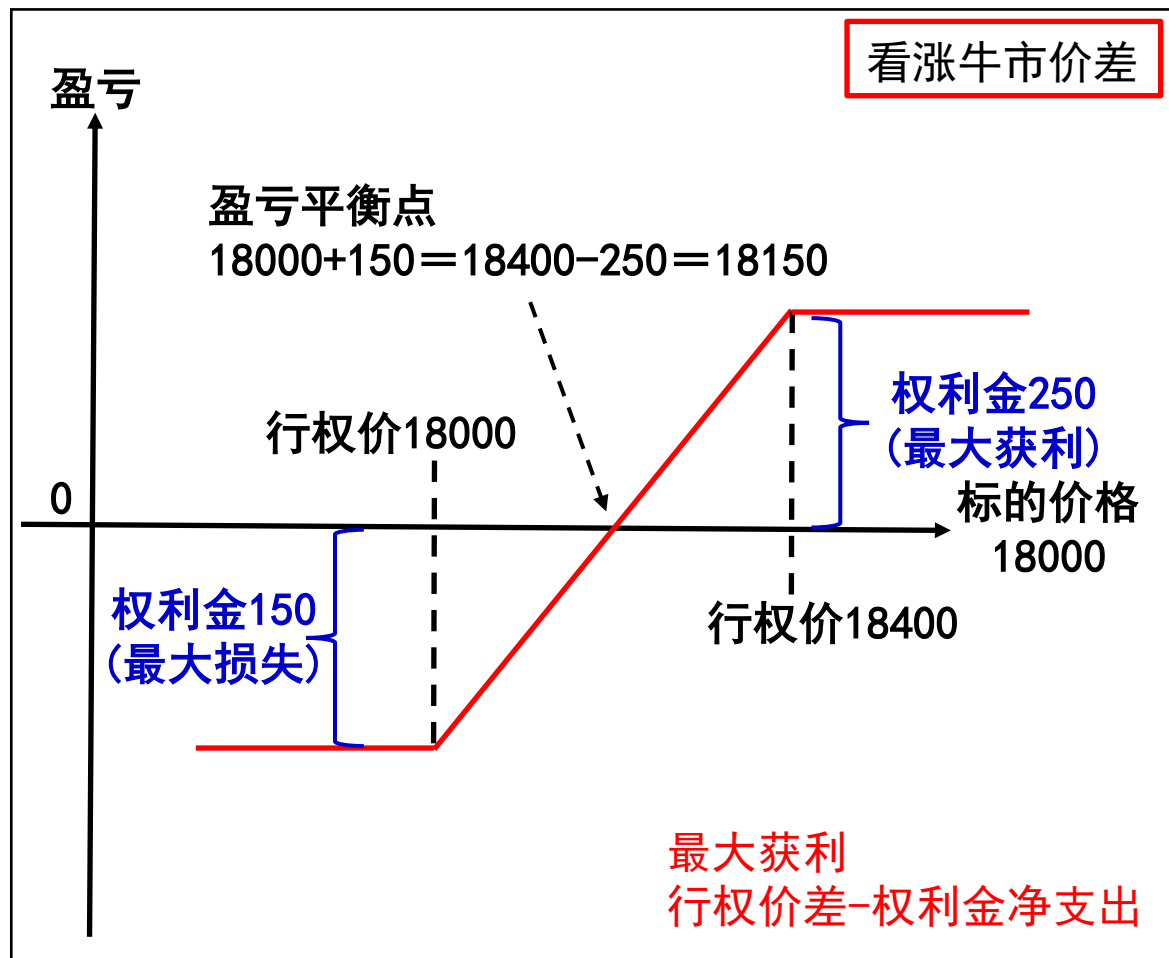 看涨牛市价差
盈亏
盈亏平衡点
18000+150＝18400-250＝18150
行权价18000
权利金250
(最大获利)
0
标的价格
18000
权利金150
(最大损失)
行权价18400
最大获利
行权价差-权利金净支出